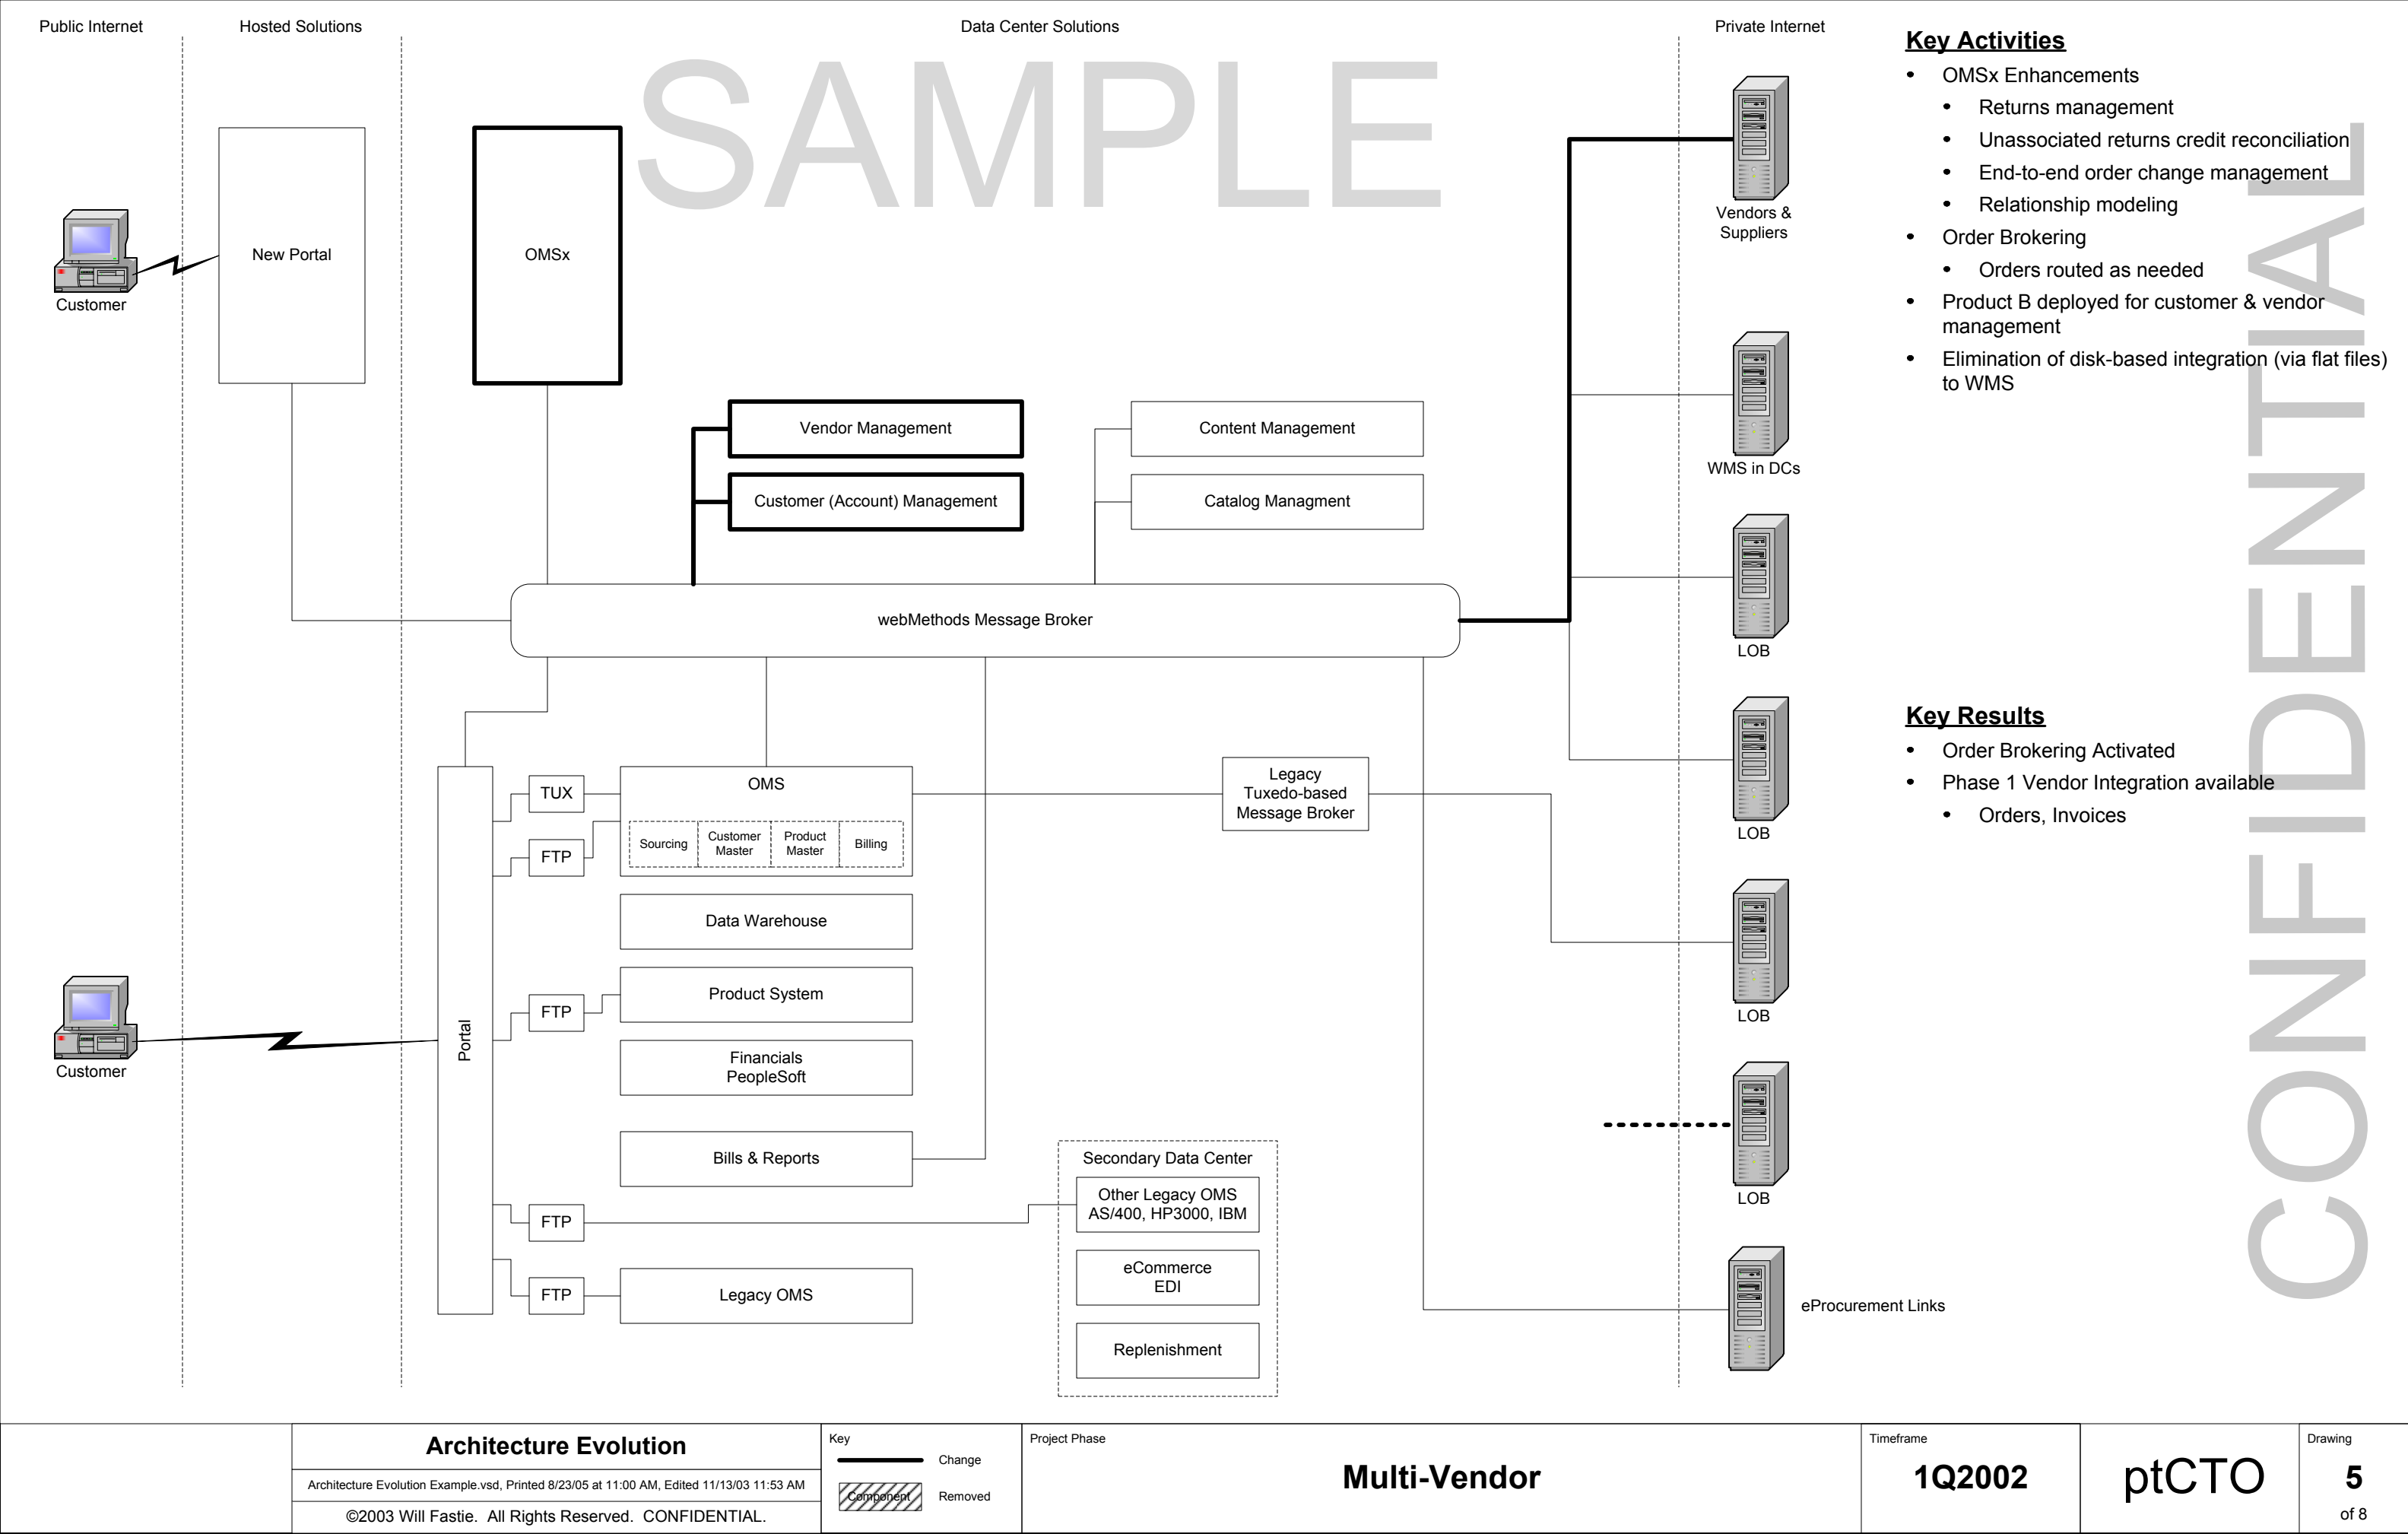 Public Internet
Hosted Solutions
Data Center Solutions
Private Internet
SAMPLE
CONFIDENTIAL
Key Activities
• OMSx Enhancements
• Returns management
• Unassociated returns credit reconciliation
• End-to-end order change management
• Relationship modeling
• Order Brokering
• Orders routed as needed
• Product B deployed for customer & vendor
management
• Elimination of disk-based integration (via flat files)
to WMS
Customer
New Portal
OMSx
Vendors &
Suppliers
Vendor Management
Content Management
Customer (Account) Management
Catalog Managment
WMS in DCs
webMethods Message Broker
LOB
Key Results
• Order Brokering Activated
• Phase 1 Vendor Integration available
• Orders, Invoices
TUX
OMS
Legacy
Tuxedo-based
Message Broker
LOB
FTP
Sourcing
Customer
Master
Product
Master
Billing
Data Warehouse
FTP
Product System
LOB
Portal
Customer
Financials
PeopleSoft
Bills & Reports
Secondary Data Center
Other Legacy OMS
AS/400, HP3000, IBM
LOB
FTP
eCommerce
EDI
FTP
Legacy OMS
eProcurement Links
Replenishment
Architecture Evolution
Architecture Evolution Example.vsd, Printed 8/23/05 at 11:00 AM, Edited 11/13/03 11:53 AM
©2003 Will Fastie. All Rights Reserved. CONFIDENTIAL.
Key
Change
Component
Removed
Project Phase
Multi-Vendor
Timeframe
1Q2002
ptCTO
Drawing
5
of 8